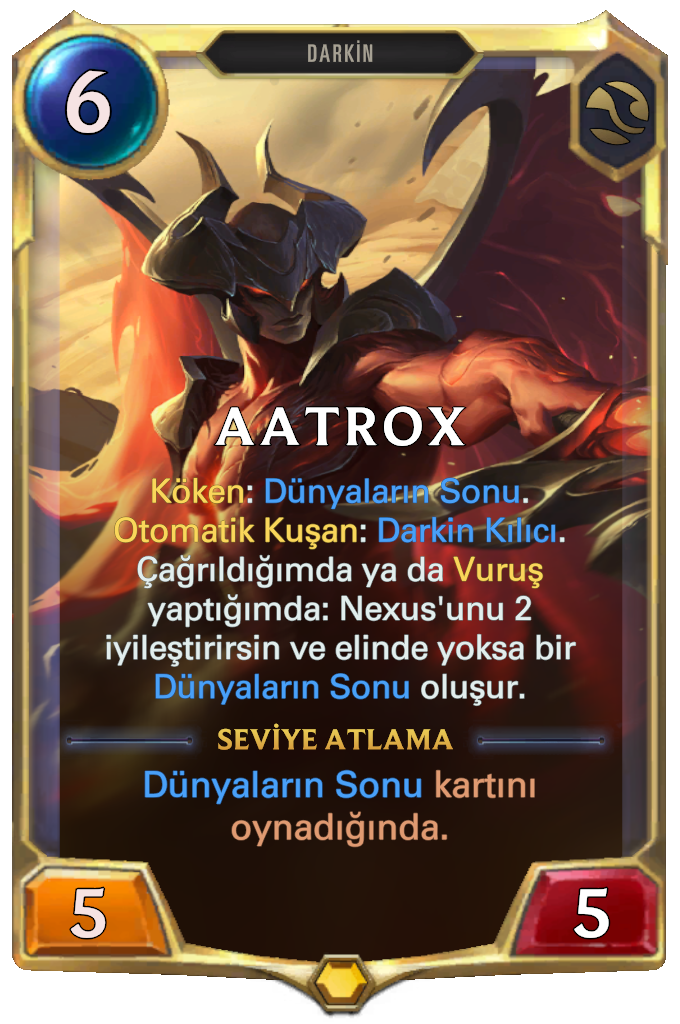 6
DARKİN
AATROX
Köken: Dünyaların Sonu.
Otomatik Kuşan: Darkin Kılıcı.
Çağrıldığımda ya da Vuruş
yaptığımda: Nexus'unu 2
iyileştirirsin ve elinde yoksa bir
Dünyaların Sonu oluşur.
SEVİYE ATLAMA
Dünyaların Sonu kartını
oynadığında.
5
5